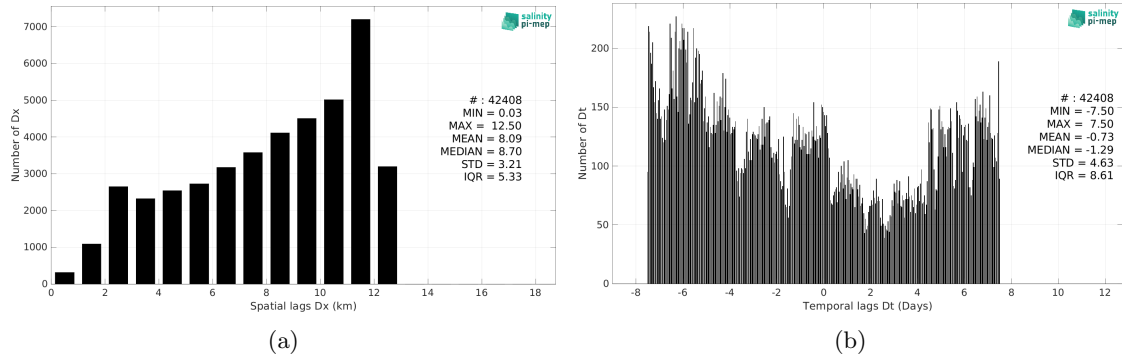 7000
6000
5000
4000
3000
2000
1000
0
Number of Dx
0
2
4
6
8
10
12
14
16
18
Spatial lags Dx (km)
salinity
pi-mep
# : 42408
MIN = 0.03
MAX = 12.50
MEAN = 8.09
MEDIAN = 8.70
STD = 3.21
IQR = 5.33
(a)
200
150
100
50
0
Number of Dt
-8
-6
-4
-2
0
2
4
6
8
10
12
Temporal lags Dt (Days)
salinity
pi-mep
# : 42408
MIN = -7.50
MAX = 7.50
MEAN = -0.73
MEDIAN = -1.29
STD = 4.63
IQR = 8.61
(b)